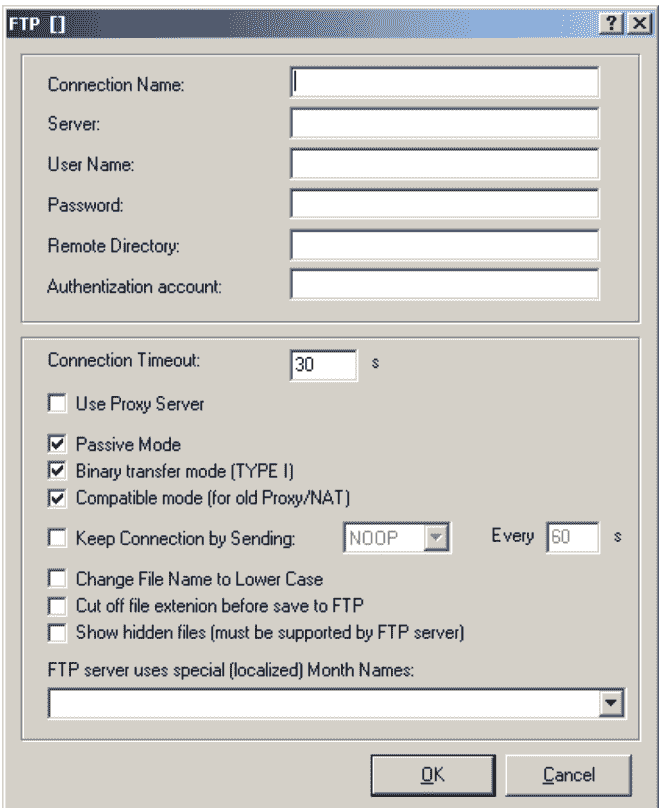 FTP []
Connection Name:
Server:
User Name:
Password:
Remote Directory:
Authentization account:
Connection Timeout: 30 s
Use Proxy Server
Passive Mode
Binary transfer mode (TYPE I)
Compatible mode (for old Proxy/NAT)
Keep Connection by Sending: NOOP Every 60 s
Change File Name to Lower Case
Cut off file extenion before save to FTP
Show hidden files (must be supported by FTP server)
FTP server uses special (localized) Month Names:
OK Cancel